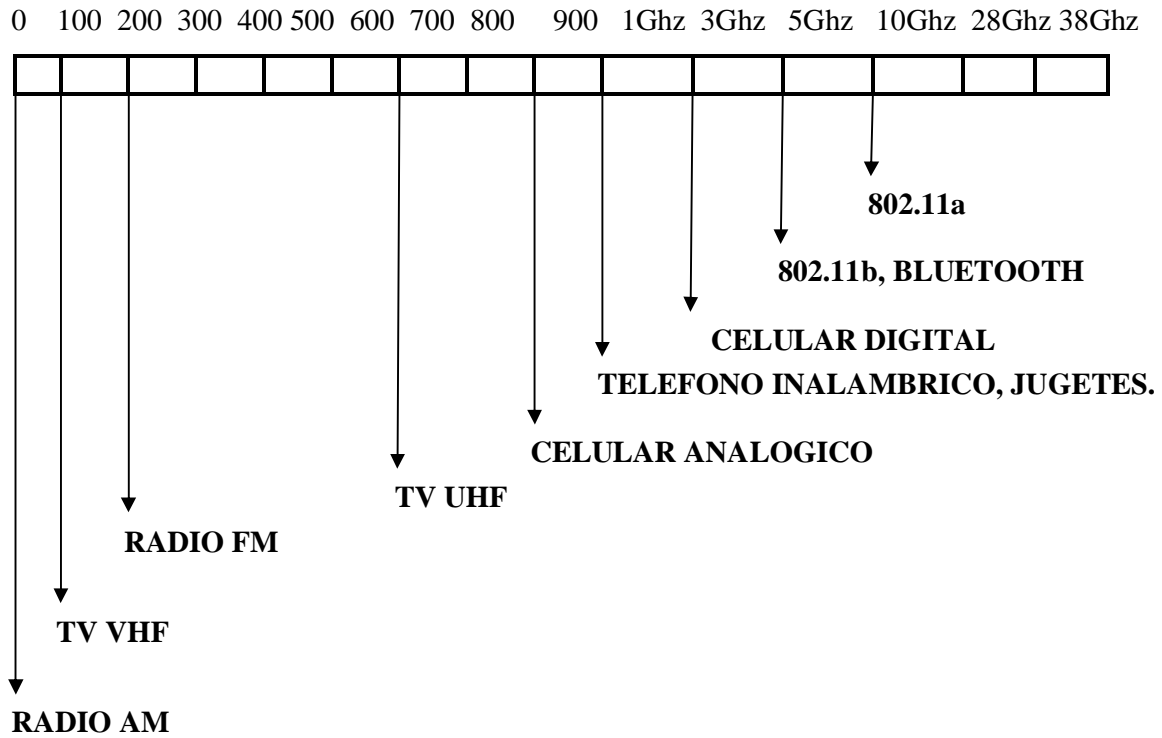 0 100 200 300 400 500 600 700 800 900 1Ghz 3Ghz 5Ghz 10Ghz 28Ghz 38Ghz
802.11a
802.11b, BLUETOOTH
CELULAR DIGITAL
TELEFONO INALAMBRICO, JUGETES.
CELULAR ANALOGICO
TV UHF
RADIO FM
TV VHF
RADIO AM